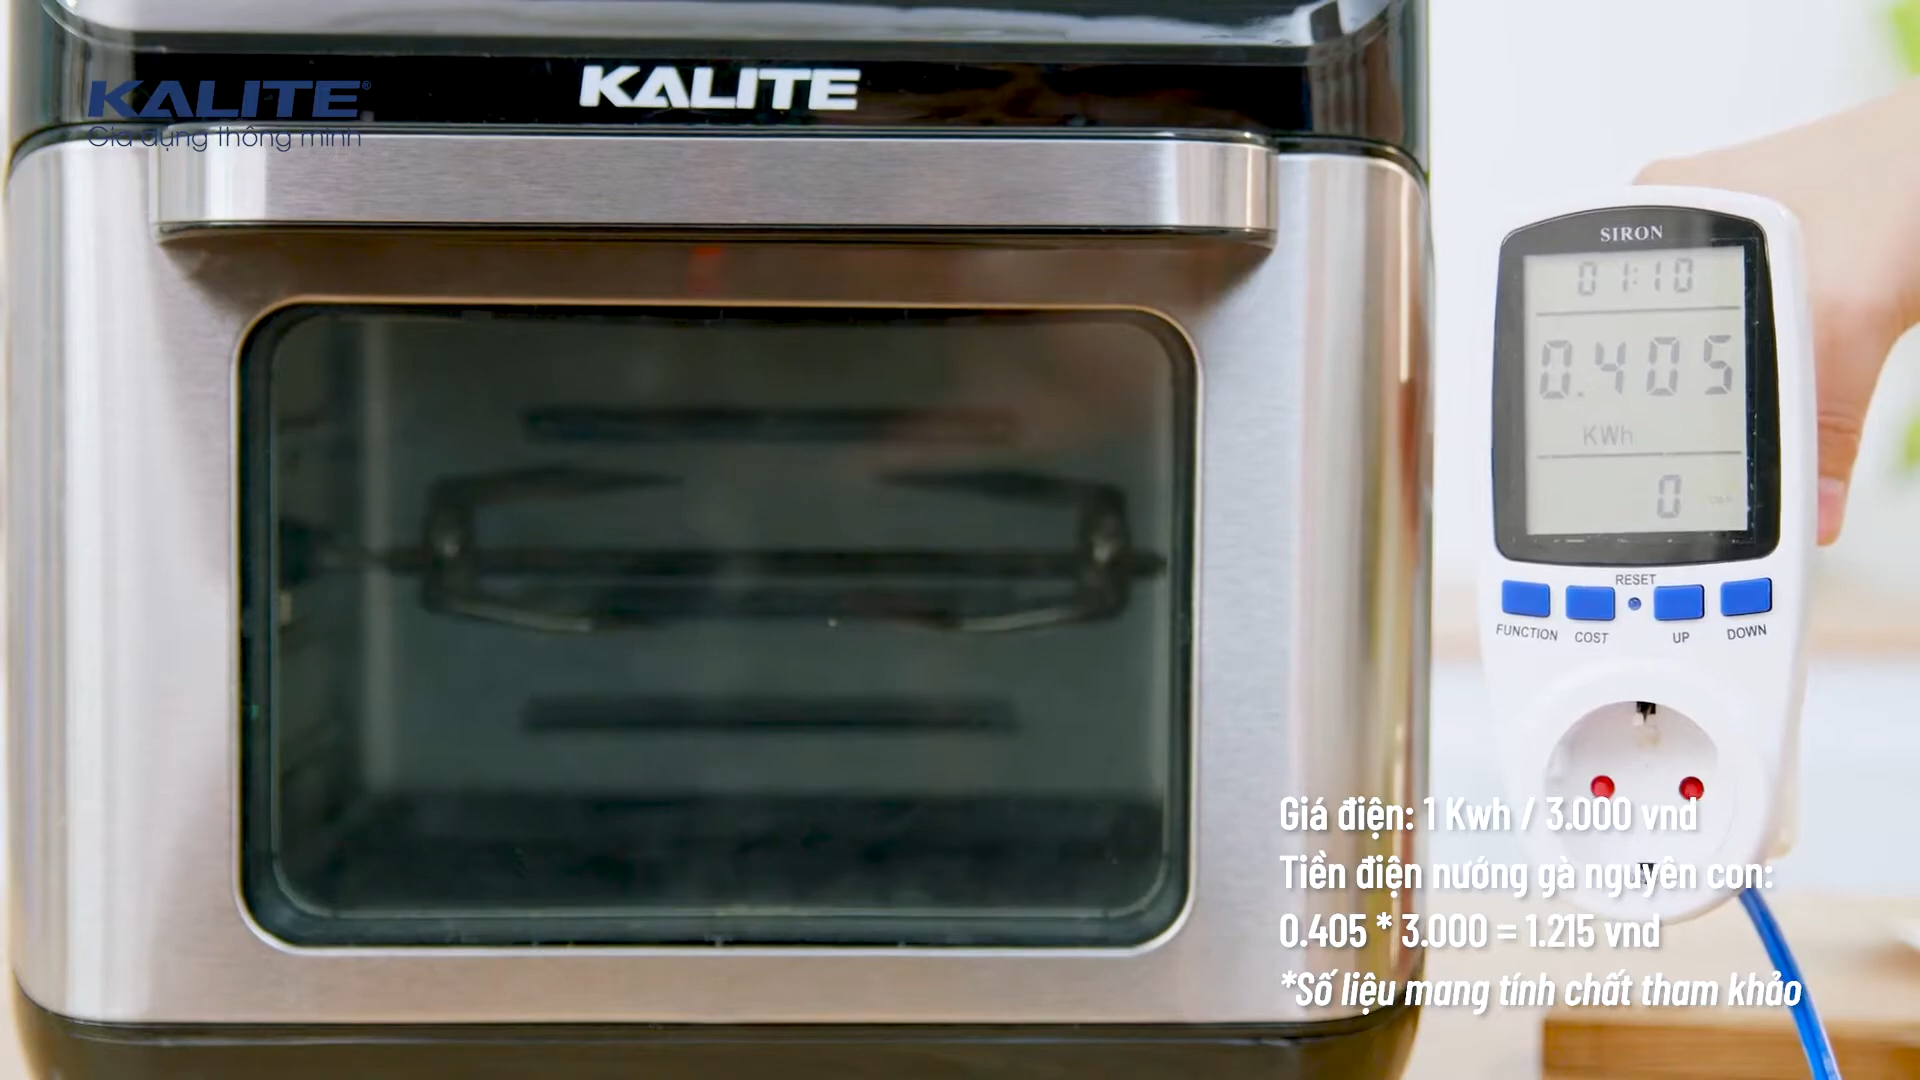 KALITE®
Gia dụng thông minh
KALITE
SIRON
01:10
0.405
KWh
0
RESET
FUNCTION
COST
UP
DOWN
Giá điện: 1 Kwh / 3.000 vnd
Tiền điện nướng gà nguyên con:
0.405 * 3.000 = 1.215 vnd
*Số liệu mang tính chất tham khảo